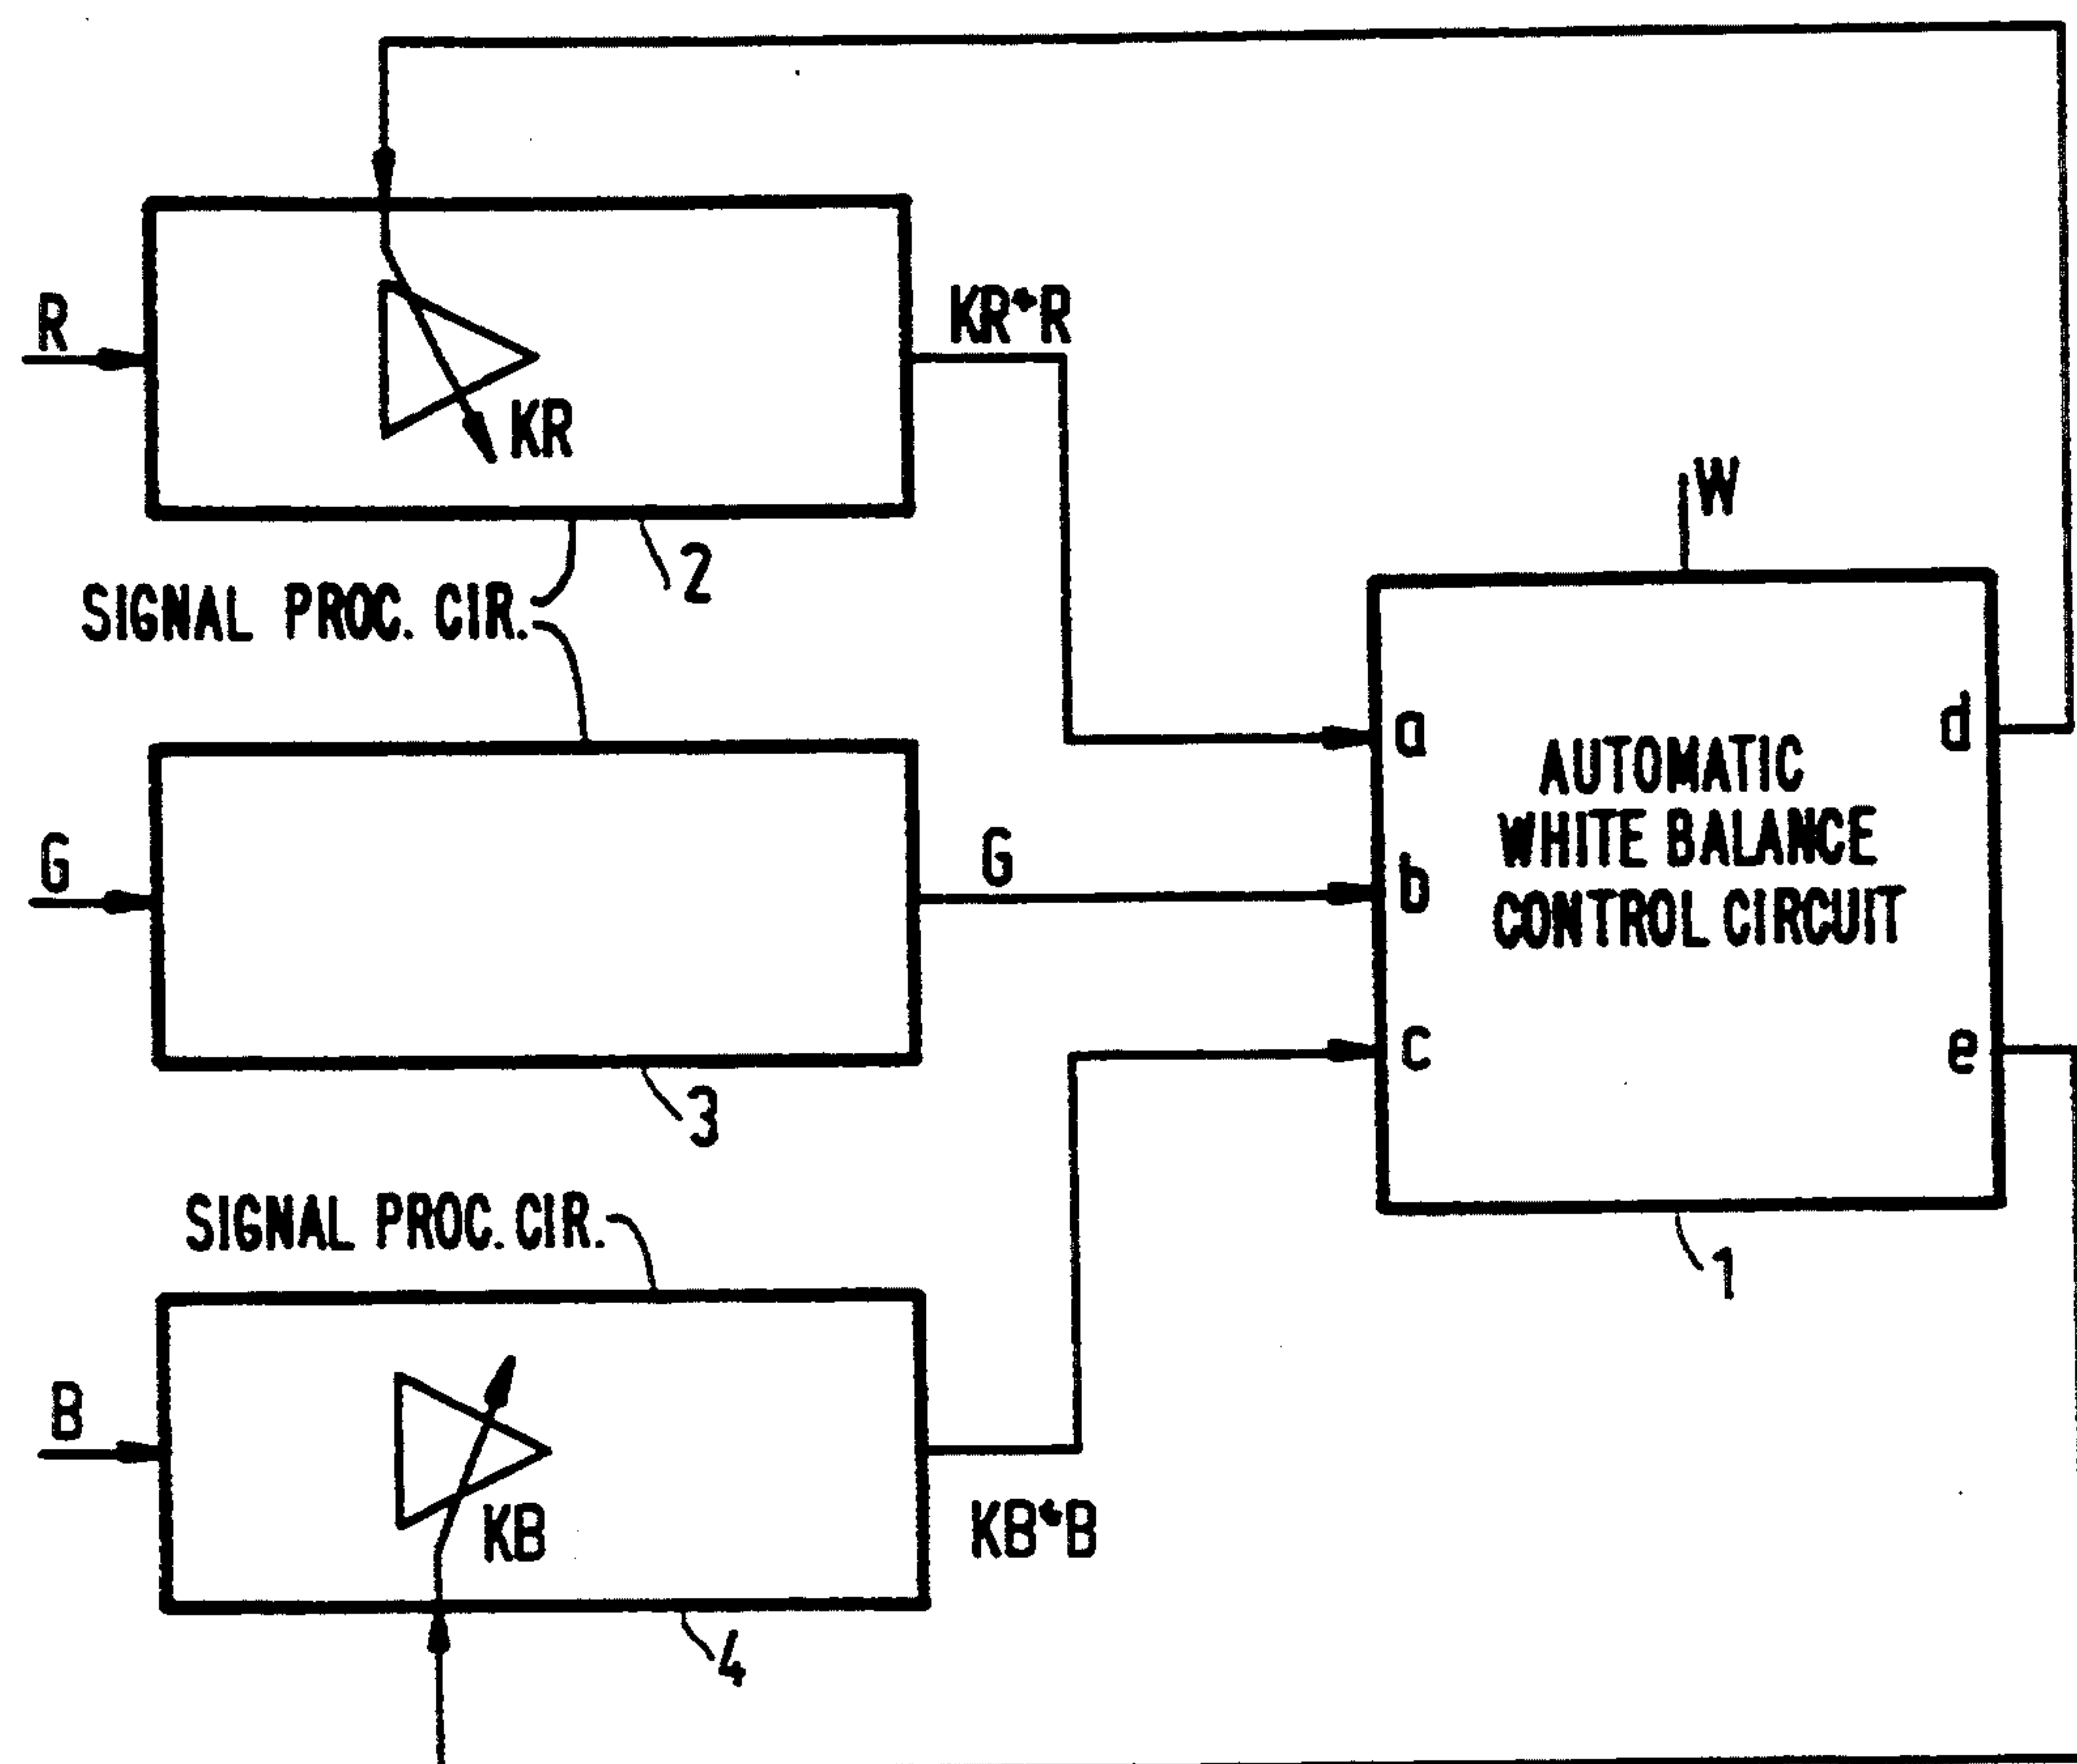 R
KR
KR*R
2
SIGNAL PROC. CIR.
W
G
G
3
a
b
c
d
e
AUTOMATIC
WHITE BALANCE
CONTROL CIRCUIT
1
SIGNAL PROC. CIR.
B
KB
KB*B
4